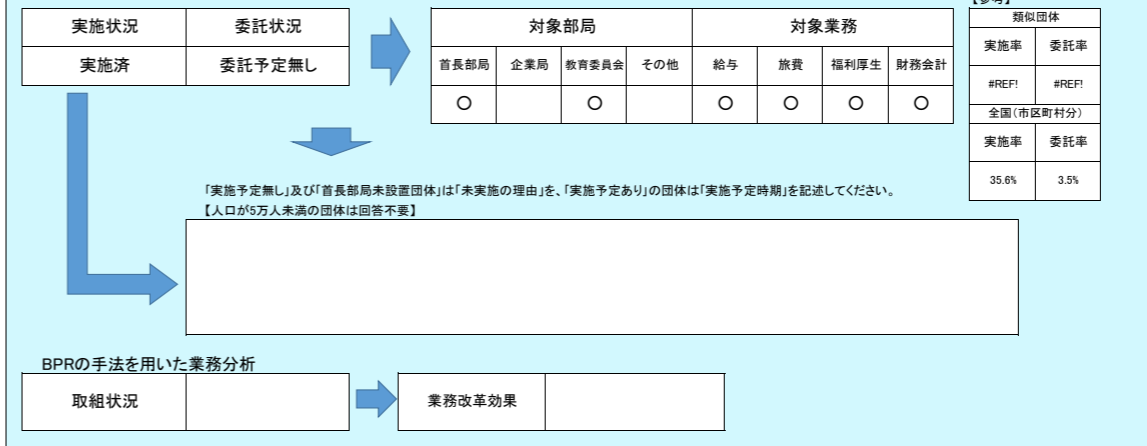 【参考】
実施状況 委託状況
実施済 委託予定無し
対象部局 対象業務
首長部局 企業局 教育委員会 その他 給与 旅費 福利厚生 財務会計
○ ○ ○ ○ ○ ○
類似団体
実施率 委託率
#REF! #REF!
全国（市区町村分）
実施率 委託率
35.6% 3.5%
「実施予定無し」及び「首長部局未設置団体」は「未実施の理由」を、「実施予定あり」の団体は「実施予定時期」を記述してください。
【人口が5万人未満の団体は回答不要】
BPRの手法を用いた業務分析
取組状況 業務改革効果